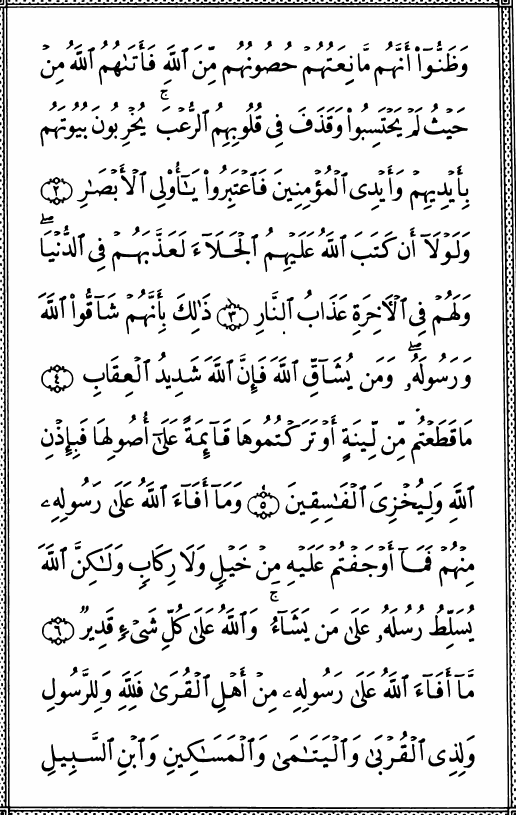 وَظَنُّوٓا۟ أَنَّهُم مَّانِعَتُهُمْ حُصُونُهُم مِّنَ ٱللَّهِ فَأَتَىٰهُمُ ٱللَّهُ مِنْ
حَيْثُ لَمْ يَحْتَسِبُوا۟ وَقَذَفَ فِى قُلُوبِهِمُ ٱلرُّعْبَ ۚ يُخْرِبُونَ بُيُوتَهُم
بِأَيْدِيهِمْ وَأَيْدِى ٱلْمُؤْمِنِينَ فَٱعْتَبِرُوا۟ يَـٰٓأُو۟لِى ٱلْأَبْصَـٰرِ ﴿٢﴾
وَلَوْلَآ أَن كَتَبَ ٱللَّهُ عَلَيْهِمُ ٱلْجَلَآءَ لَعَذَّبَهُمْ فِى ٱلدُّنْيَا ۖ
وَلَهُمْ فِى ٱلْـَٔاخِرَةِ عَذَابُ ٱلنَّارِ ﴿٣﴾ ذَٰلِكَ بِأَنَّهُمْ شَآقُّوا۟ ٱللَّهَ
وَرَسُولَهُۥ ۖ وَمَن يُشَآقِّ ٱللَّهَ فَإِنَّ ٱللَّهَ شَدِيدُ ٱلْعِقَابِ ﴿٤﴾
مَا قَطَعْتُم مِّن لِّينَةٍ أَوْ تَرَكْتُمُوهَا قَآئِمَةً عَلَىٰٓ أُصُولِهَا فَبِإِذْنِ
ٱللَّهِ وَلِيُخْزِىَ ٱلْفَـٰسِقِينَ ﴿٥﴾ وَمَآ أَفَآءَ ٱللَّهُ عَلَىٰ رَسُولِهِۦ
مِنْهُمْ فَمَآ أَوْجَفْتُمْ عَلَيْهِ مِنْ خَيْلٍ وَلَا رِكَابٍ وَلَـٰكِنَّ ٱللَّهَ
يُسَلِّطُ رُسُلَهُۥ عَلَىٰ مَن يَشَآءُ ۚ وَٱللَّهُ عَلَىٰ كُلِّ شَىْءٍ قَدِيرٌ ﴿٦﴾
مَّآ أَفَآءَ ٱللَّهُ عَلَىٰ رَسُولِهِۦ مِنْ أَهْلِ ٱلْقُرَىٰ فَلِلَّهِ وَلِلرَّسُولِ
وَلِذِى ٱلْقُرْبَىٰ وَٱلْيَتَـٰمَىٰ وَٱلْمَسَـٰكِينِ وَٱبْنِ ٱلسَّبِيلِ